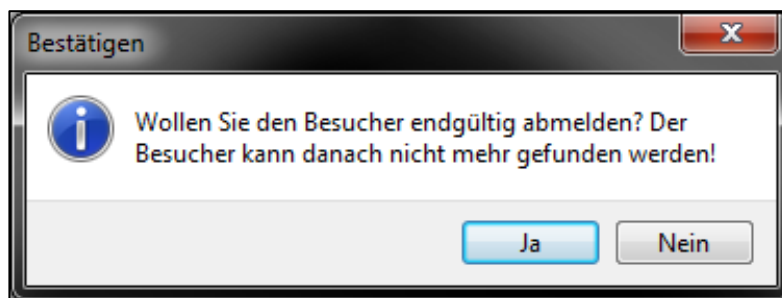 Bestätigen
Wollen Sie den Besucher endgültig abmelden? Der
Besucher kann danach nicht mehr gefunden werden!
Ja
Nein